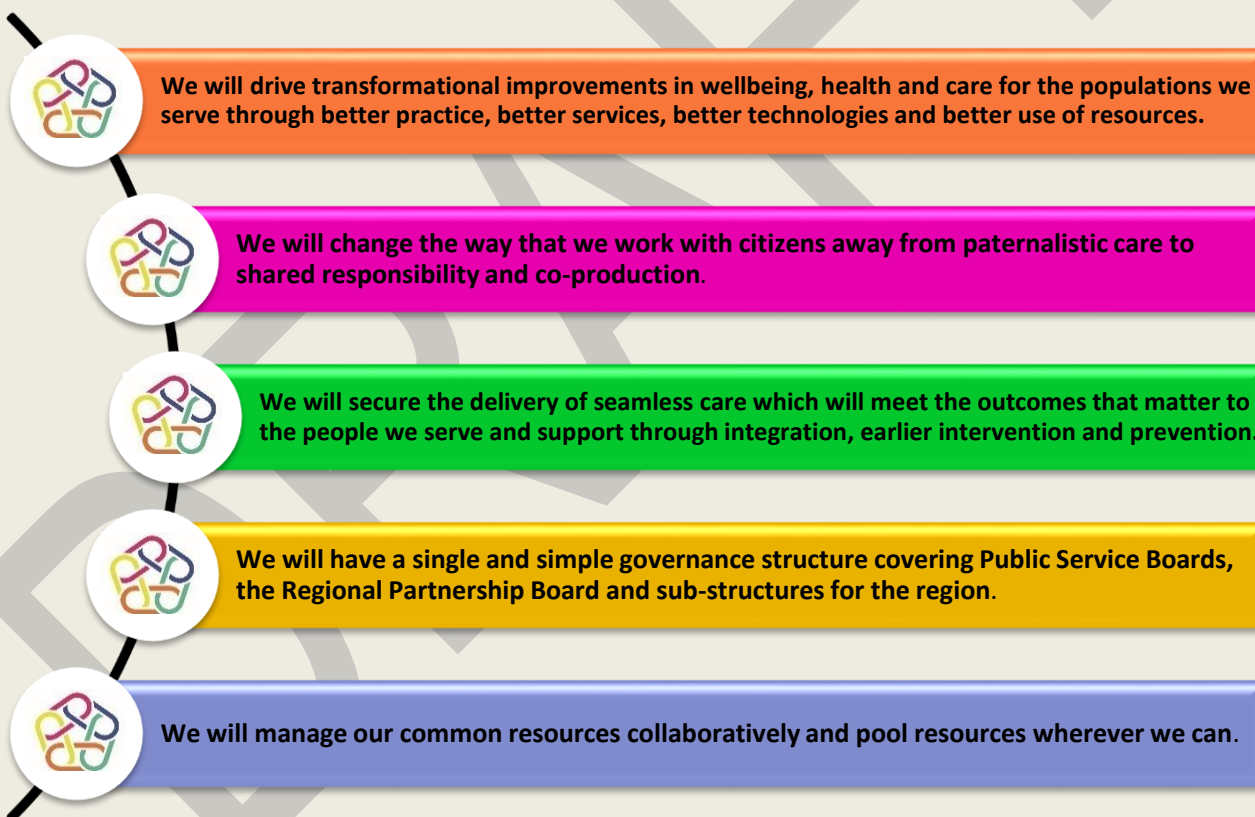 We will drive transformational improvements in wellbeing, health and care for the populations we
serve through better practice, better services, better technologies and better use of resources.
We will change the way that we work with citizens away from paternalistic care to
shared responsibility and co-production.
We will secure the delivery of seamless care which will meet the outcomes that matter to
the people we serve and support through integration, earlier intervention and prevention.
We will have a single and simple governance structure covering Public Service Boards,
the Regional Partnership Board and sub-structures for the region.
We will manage our common resources collaboratively and pool resources wherever we can.